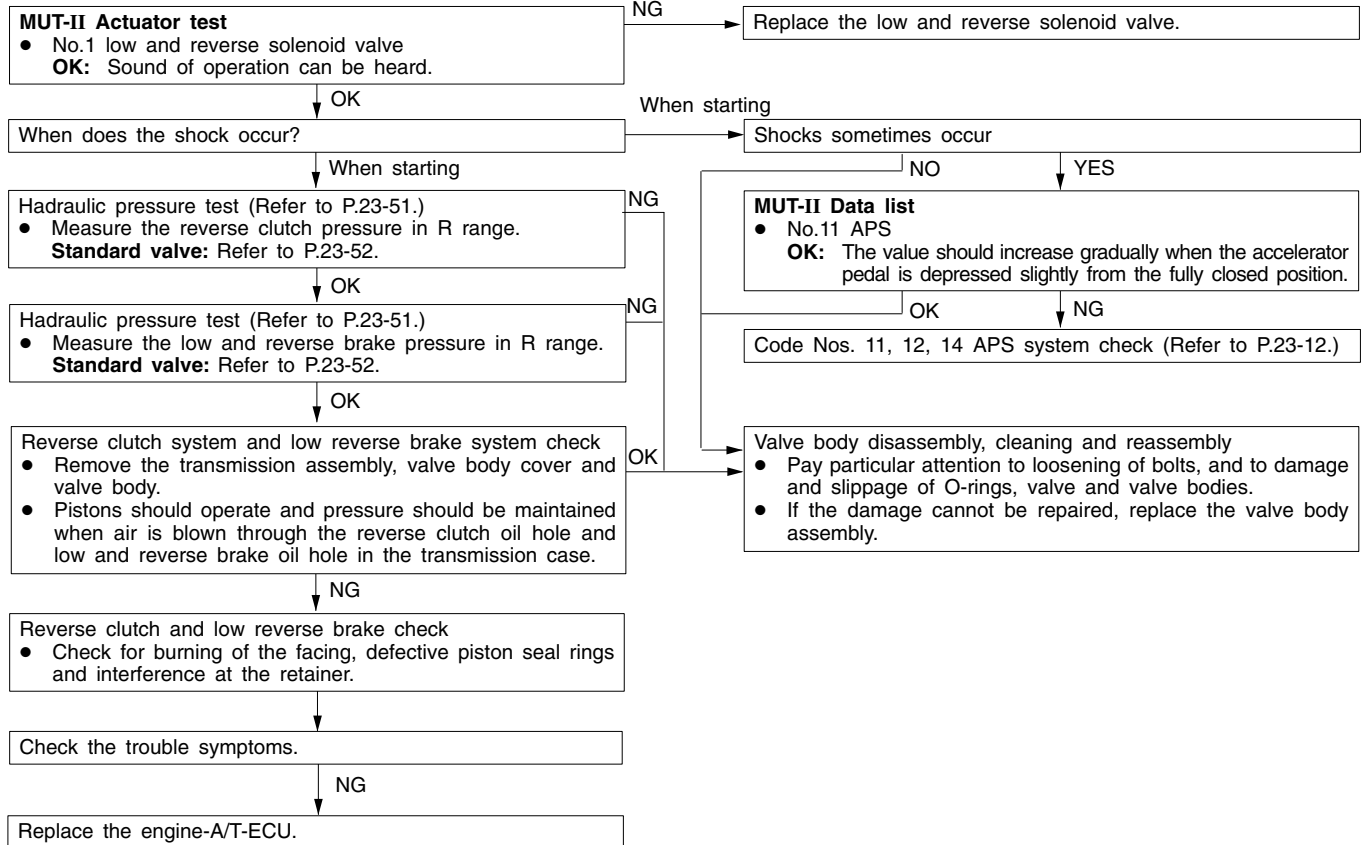 MUT-II Actuator test
● No.1 low and reverse solenoid valve
OK: Sound of operation can be heard.
NG
Replace the low and reverse solenoid valve.
OK
When starting
When does the shock occur?
Shocks sometimes occur
When starting
NO
YES
Hadraulic pressure test (Refer to P.23-51.)
● Measure the reverse clutch pressure in R range.
Standard valve: Refer to P.23-52.
NG
MUT-II Data list
● No.11 APS
OK: The value should increase gradually when the accelerator
pedal is depressed slightly from the fully closed position.
OK
Hadraulic pressure test (Refer to P.23-51.)
● Measure the low and reverse brake pressure in R range.
Standard valve: Refer to P.23-52.
NG
OK
NG
Code Nos. 11, 12, 14 APS system check (Refer to P.23-12.)
OK
Reverse clutch system and low reverse brake system check
● Remove the transmission assembly, valve body cover and
valve body.
● Pistons should operate and pressure should be maintained
when air is blown through the reverse clutch oil hole and
low and reverse brake oil hole in the transmission case.
OK
Valve body disassembly, cleaning and reassembly
● Pay particular attention to loosening of bolts, and to damage
and slippage of O-rings, valve and valve bodies.
● If the damage cannot be repaired, replace the valve body
assembly.
NG
Reverse clutch and low reverse brake check
● Check for burning of the facing, defective piston seal rings
and interference at the retainer.
Check the trouble symptoms.
NG
Replace the engine-A/T-ECU.